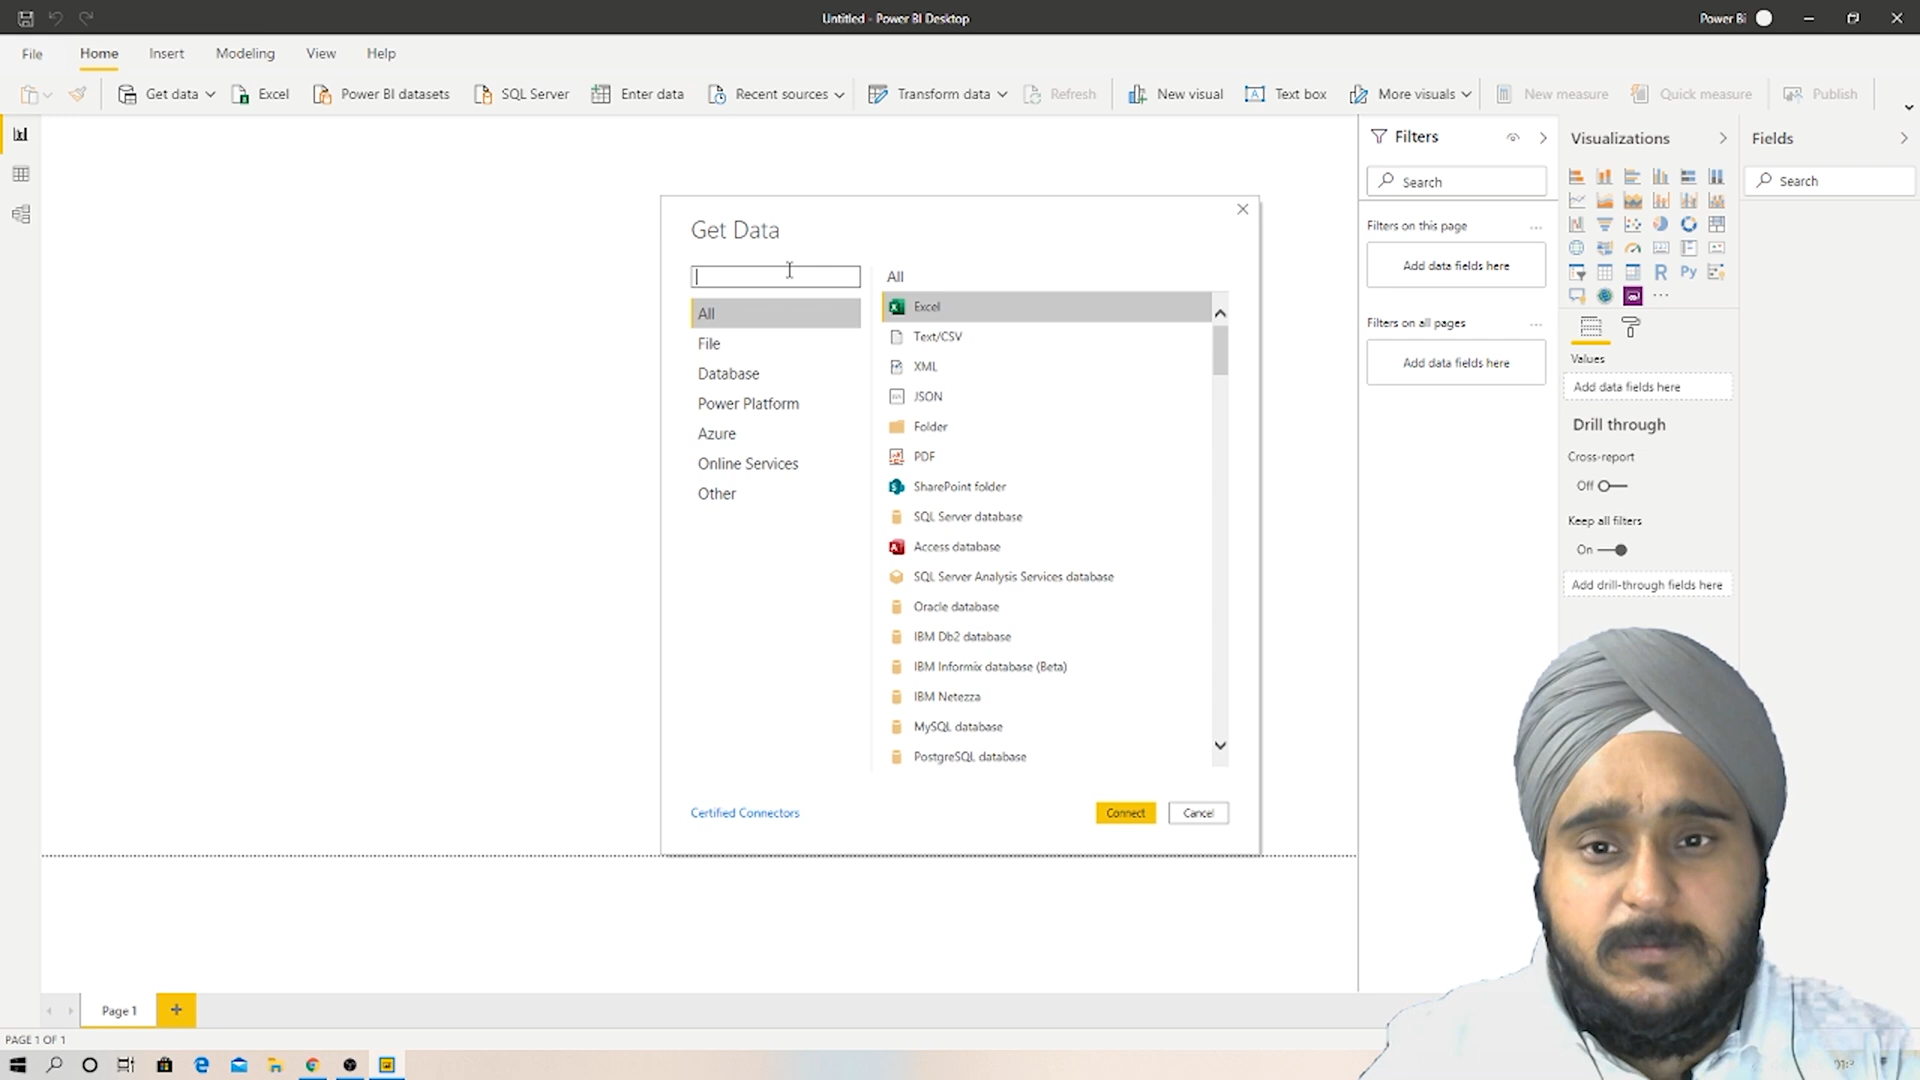 Untitled - Power BI Desktop
Power Bi
File
Home
Insert
Modeling
View
Help
Get data
Excel
Power BI datasets
SQL Server
Enter data
Recent sources
Transform data
Refresh
New visual
Text box
More visuals
New measure
Quick measure
Publish
Get Data
All
File
Database
Power Platform
Azure
Online Services
Other
All
Excel
Text/CSV
XML
JSON
Folder
PDF
SharePoint folder
SQL Server database
Access database
SQL Server Analysis Services database
Oracle database
IBM Db2 database
IBM Informix database (Beta)
IBM Netezza
MySQL database
PostgreSQL database
Certified Connectors
Connect
Cancel
Filters
Search
Filters on this page
...
Add data fields here
Filters on all pages
...
Add data fields here
Visualizations
R
Py
...
Values
Add data fields here
Drill through
Cross-report
Off
Keep all filters
On
Add drill-through fields here
Fields
Search
Page 1
+
PAGE 1 OF 1